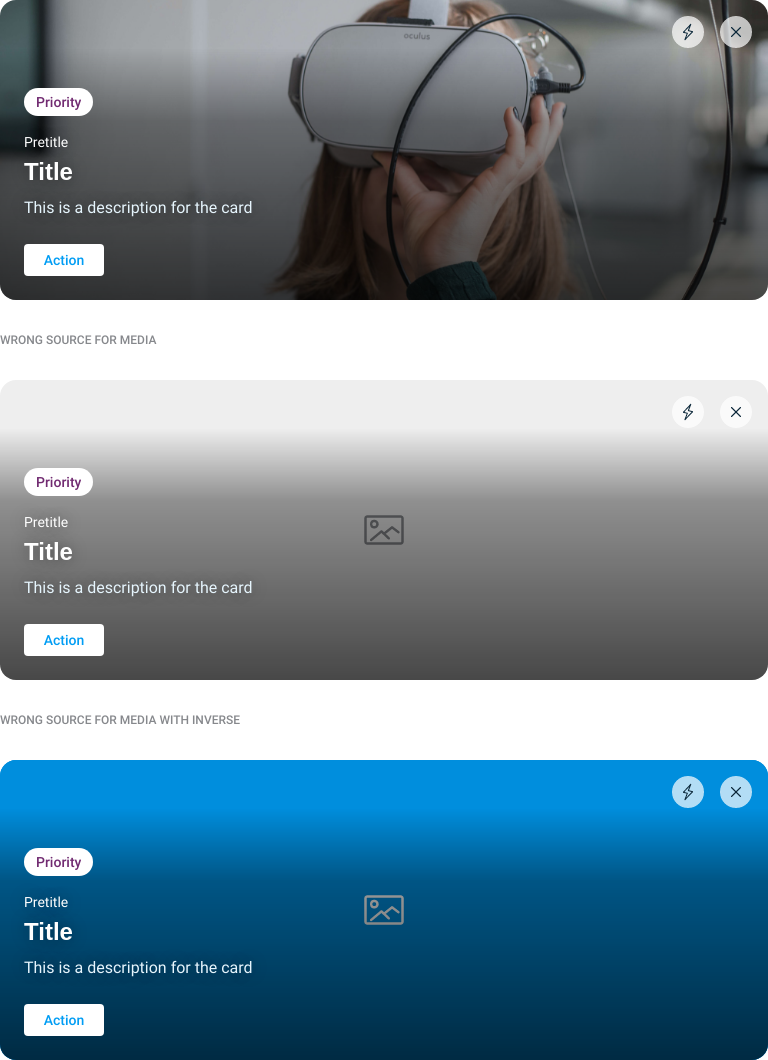 oculus
Priority
Pretitle
Title
This is a description for the card
Action
WRONG SOURCE FOR MEDIA
Priority
Pretitle
Title
This is a description for the card
Action
WRONG SOURCE FOR MEDIA WITH INVERSE
Priority
Pretitle
Title
This is a description for the card
Action